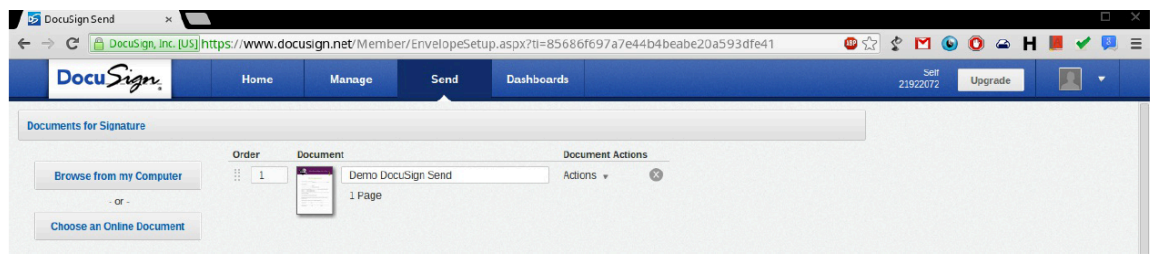 DocuSign Send
DocuSign, Inc. [US] https://www.docusign.net/Member/EnvelopeSetup.aspx?ti=85686f697a7e44b4beabe20a593dfe41
ABP
H
3
DocuSign
Home
Manage
Send
Dashboards
Self
21922072
Upgrade
Documents for Signature
Order Document Document Actions
Browse from my Computer
1 Demo DocuSign Send Actions
1 Page
- or -
Choose an Online Document